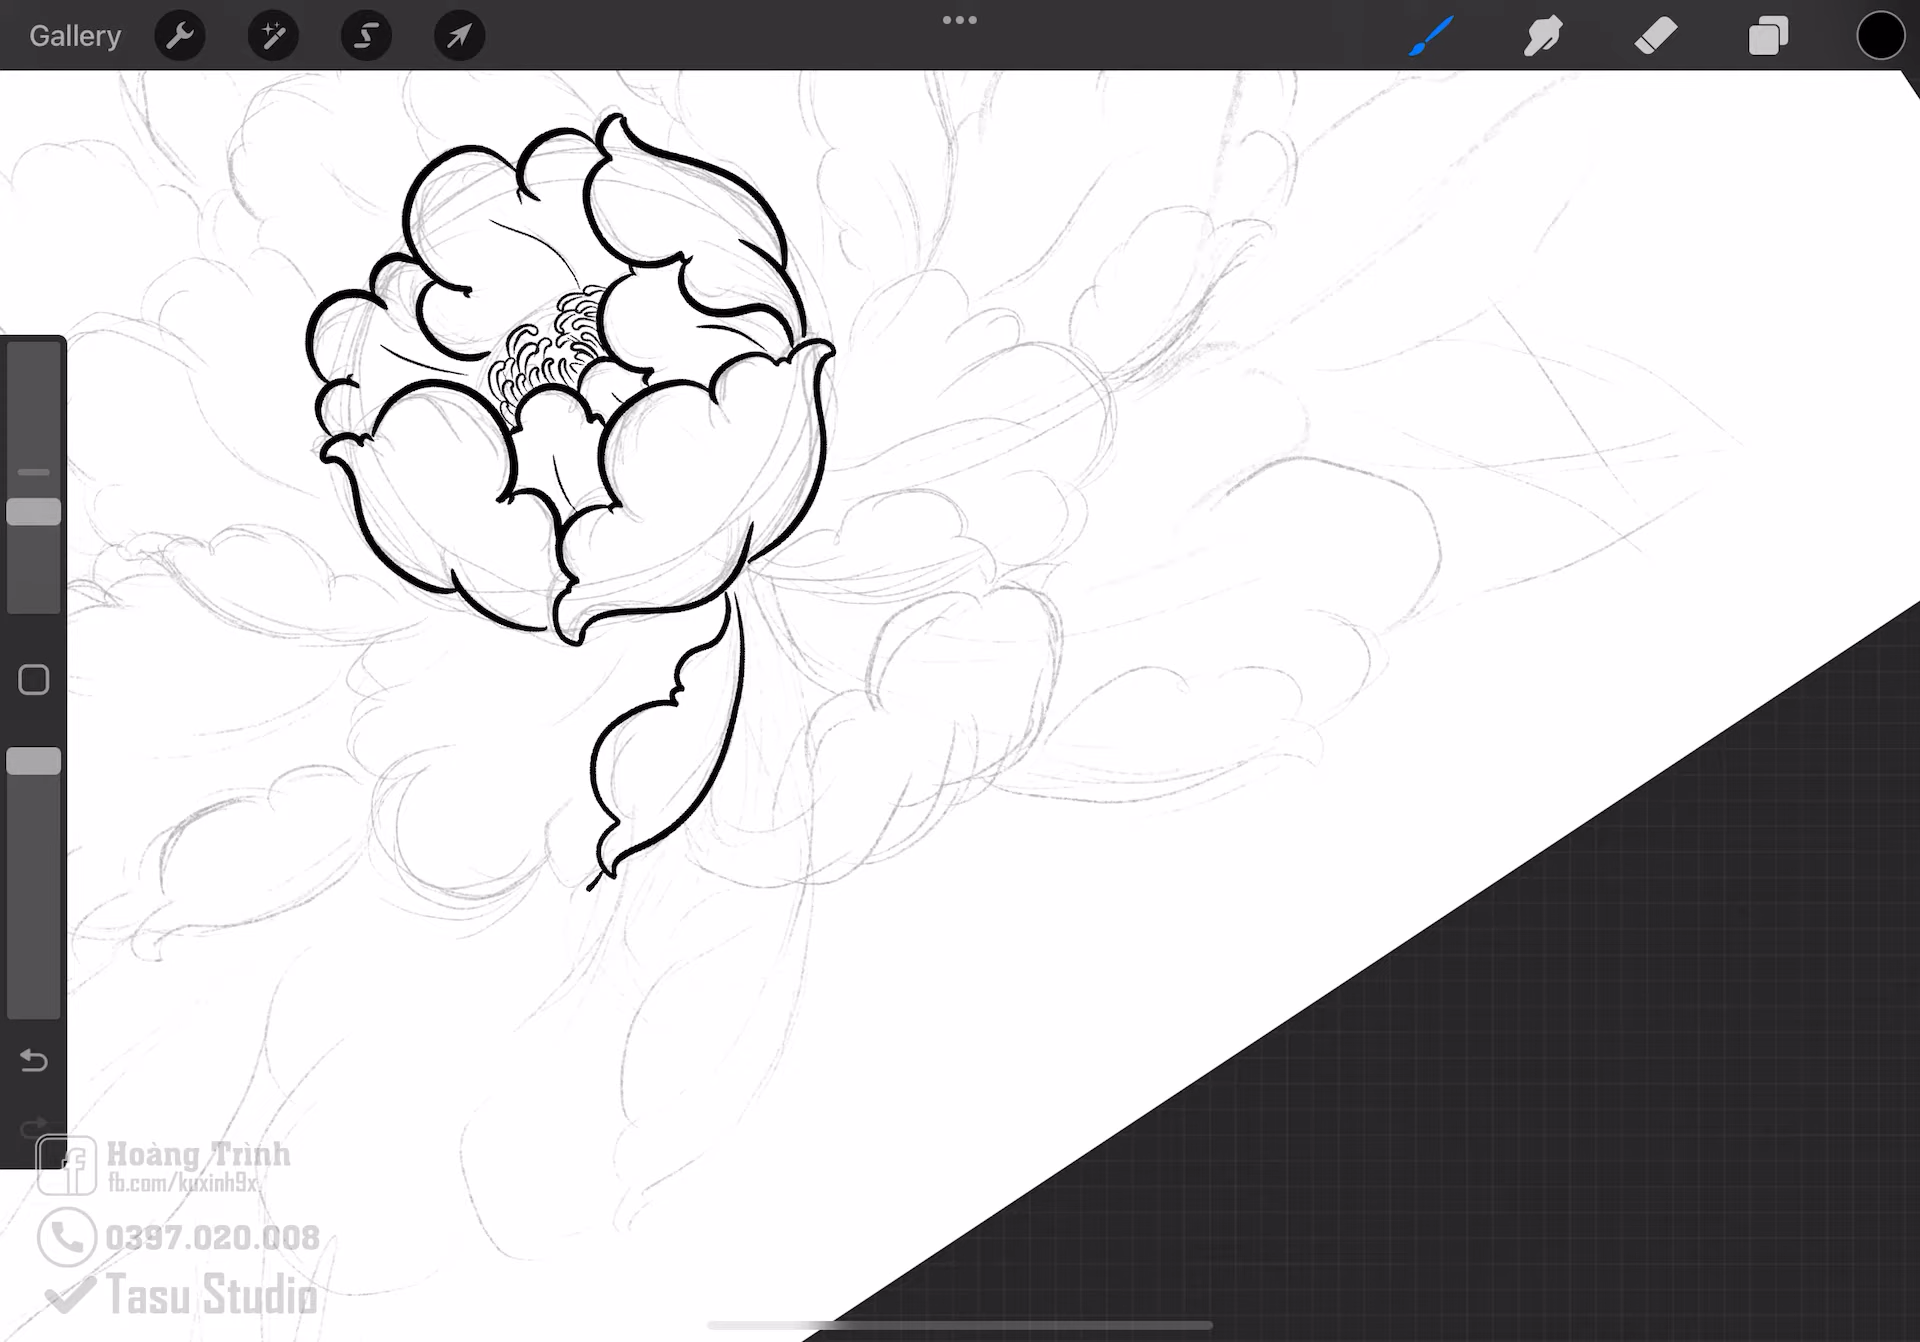 Gallery
Hoàng Trình
fb.com/kuxinh9x
0397.020.008
Tasu Studio